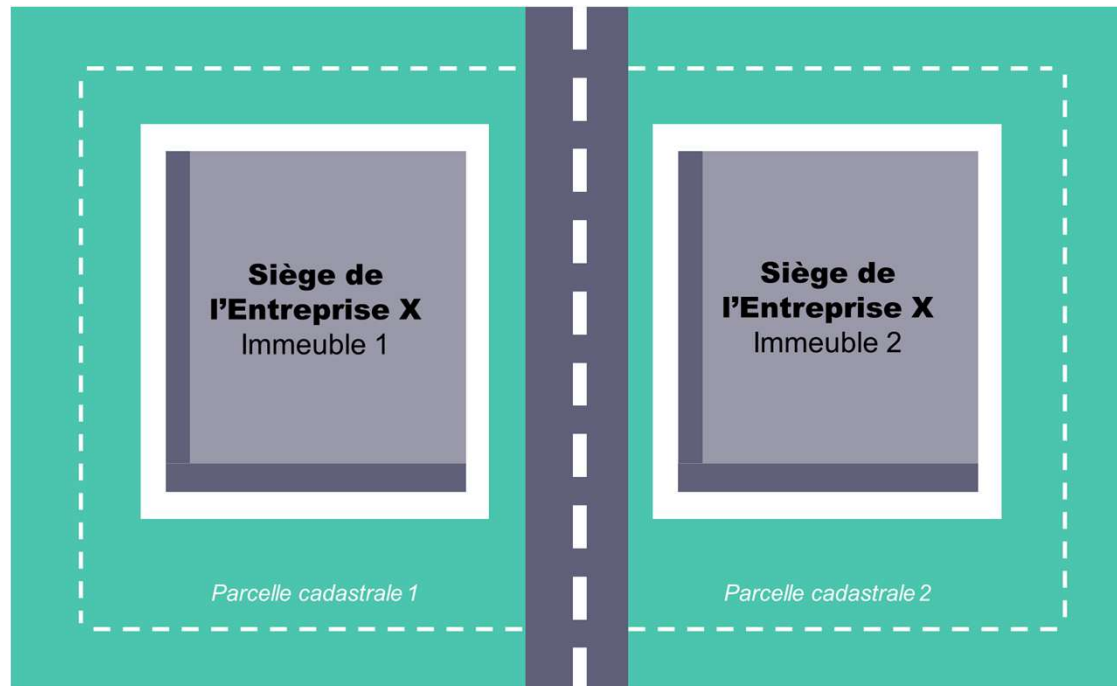 Siège de
l’Entreprise X
Immeuble 1
Siège de
l’Entreprise X
Immeuble 2
Parcelle cadastrale 1
Parcelle cadastrale 2